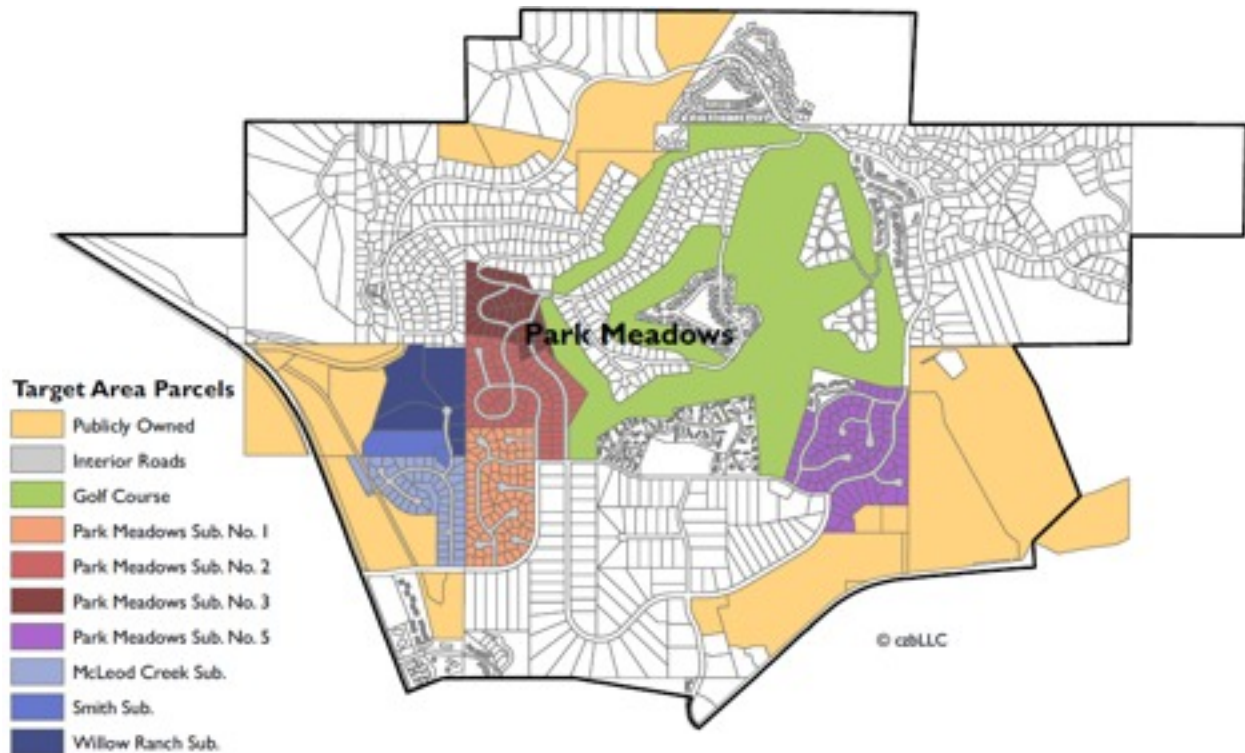 Park Meadows
Target Area Parcels
Publicly Owned
Interior Roads
Golf Course
Park Meadows Sub. No. 1
Park Meadows Sub. No. 2
Park Meadows Sub. No. 3
Park Meadows Sub. No. 5
McLeod Creek Sub.
Smith Sub.
Willow Ranch Sub.
© czbLLC